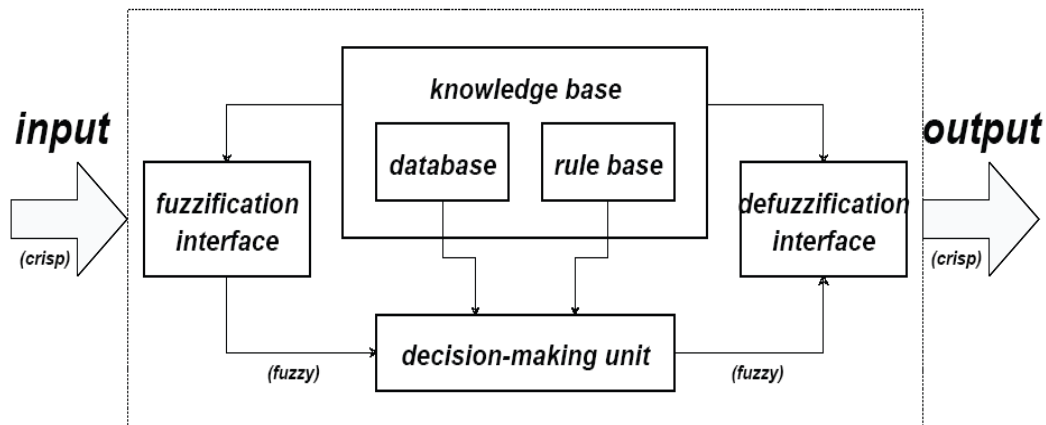 knowledge base
input
output
database
rule base
fuzzification
interface
defuzzification
interface
(crisp)
(crisp)
decision-making unit
(fuzzy)
(fuzzy)